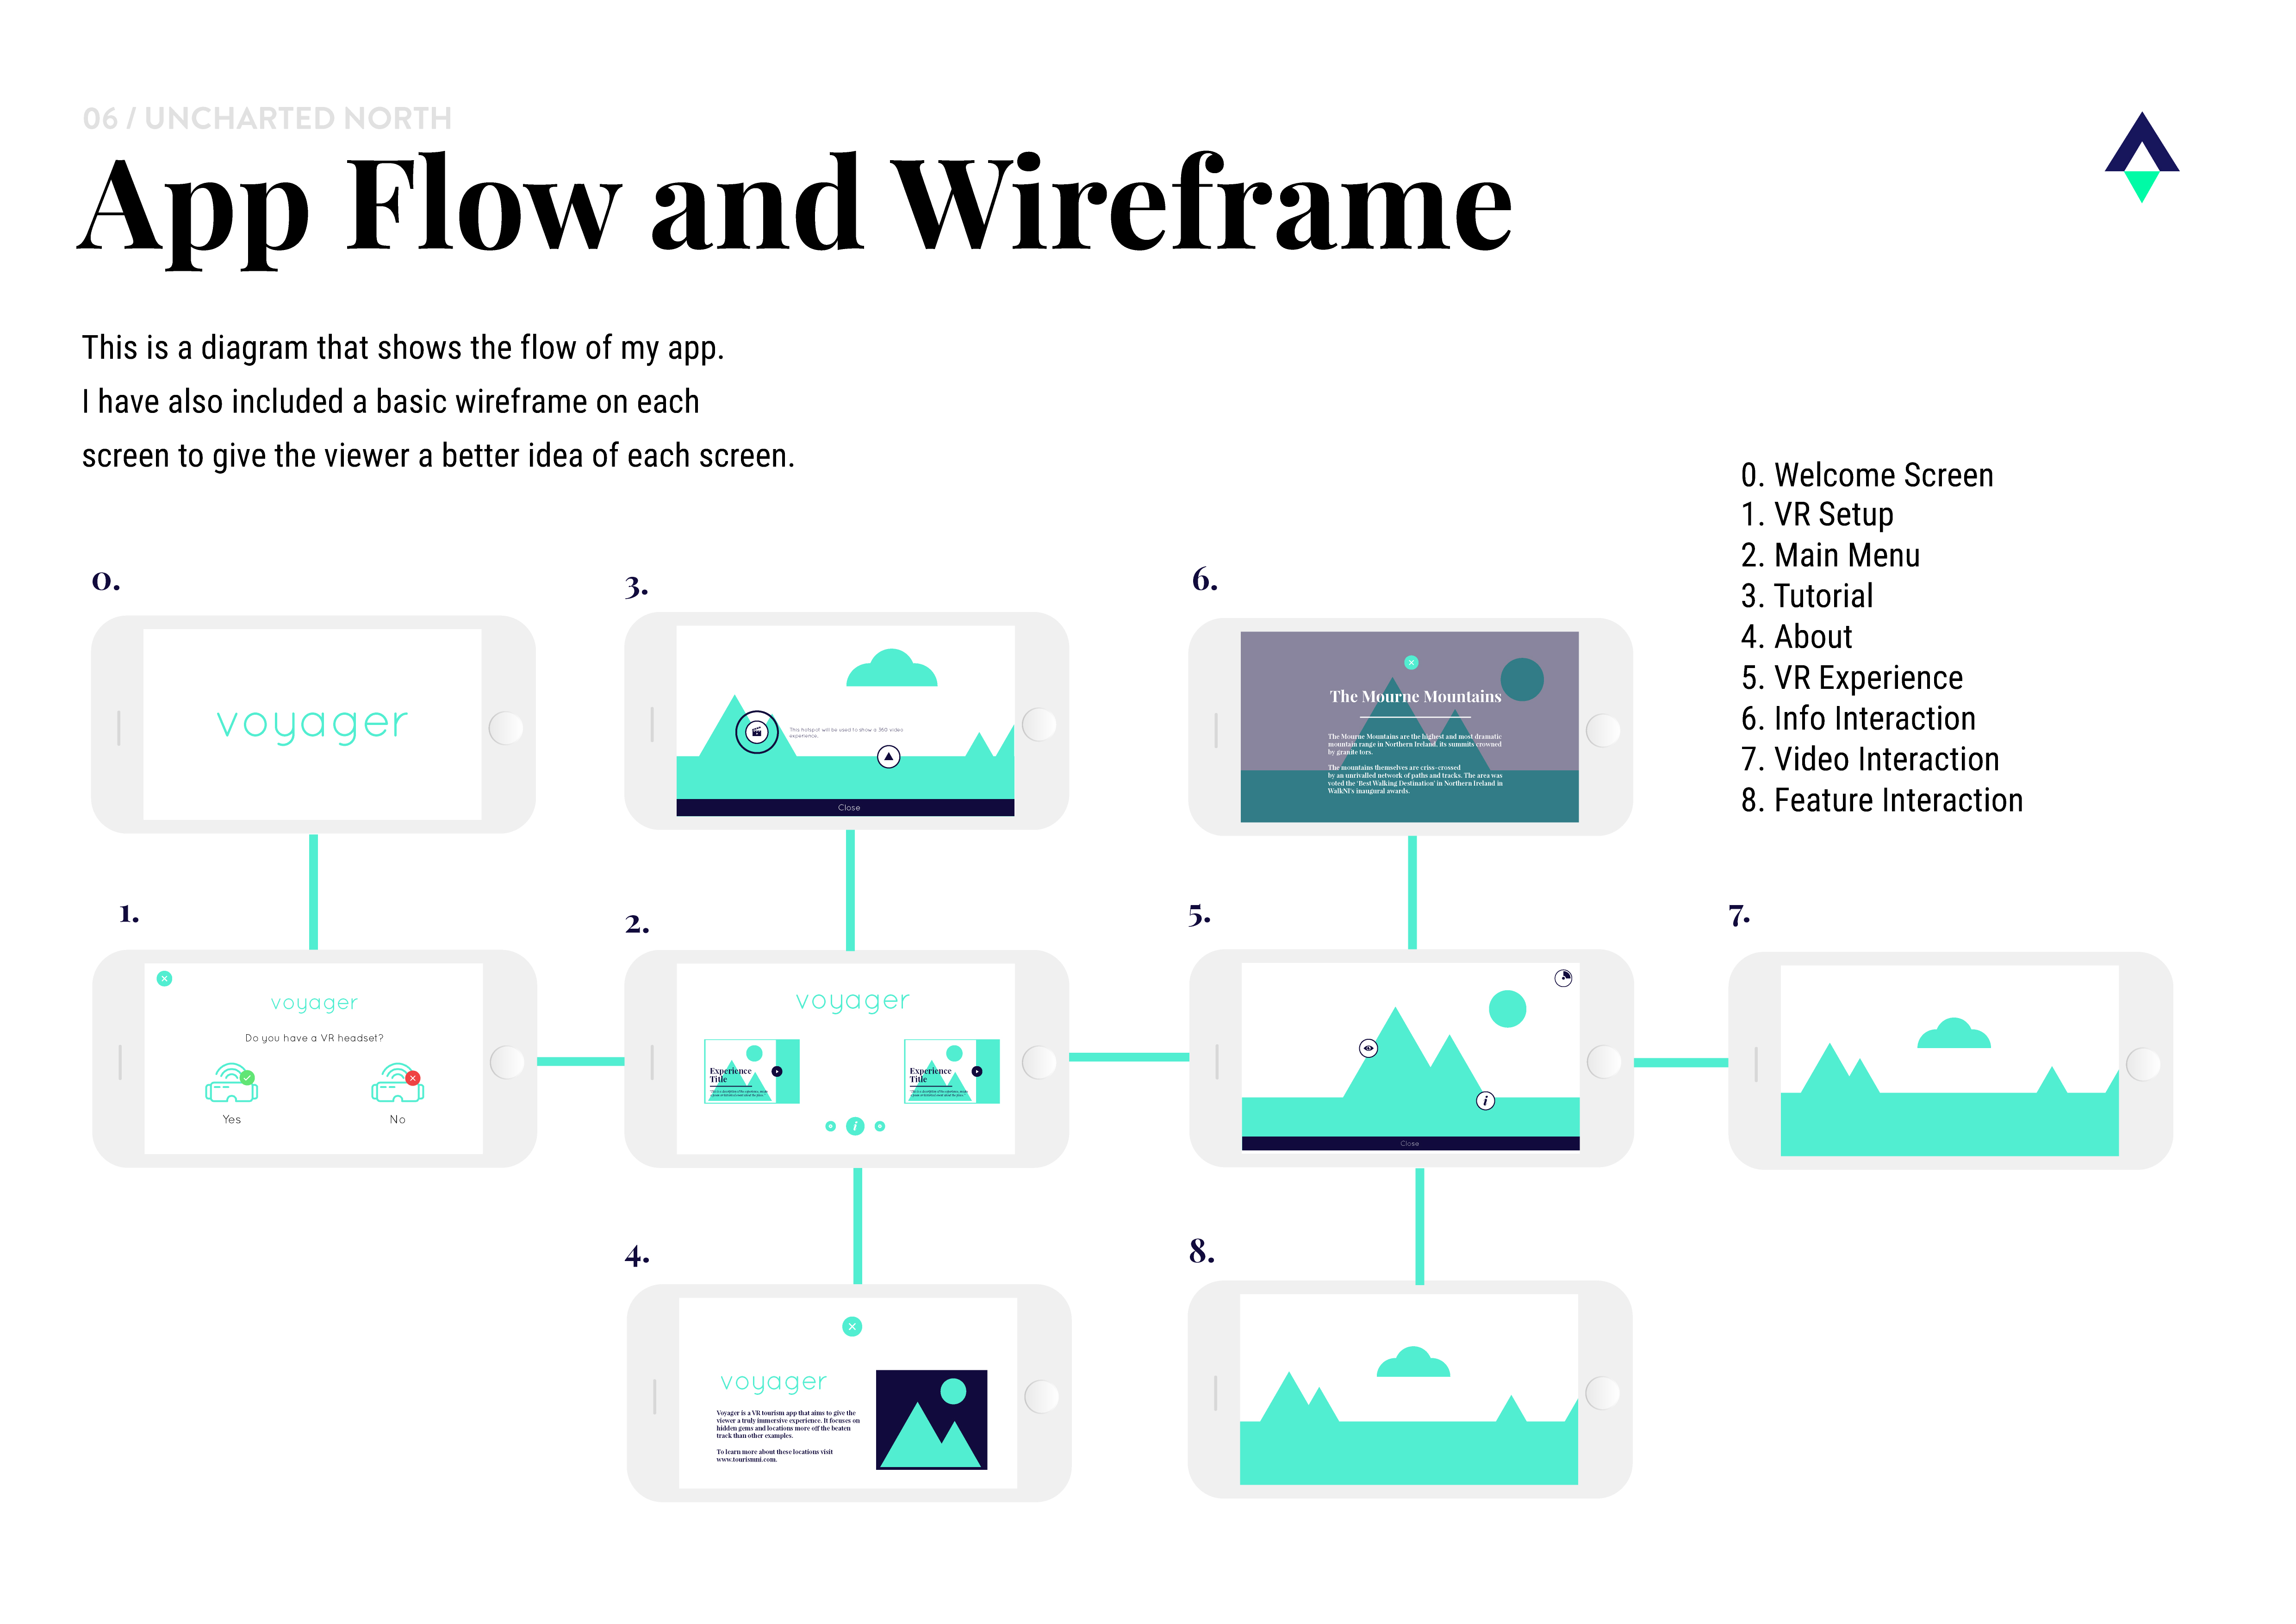 06 / UNCHARTED NORTH
App Flow and Wireframe
This is a diagram that shows the flow of my app.
I have also included a basic wireframe on each
screen to give the viewer a better idea of each screen.
0. Welcome Screen
1. VR Setup
2. Main Menu
3. Tutorial
4. About
5. VR Experience
6. Info Interaction
7. Video Interaction
8. Feature Interaction
0.
voyager
3.
This hotspot will be used to show a 360 video
experience.
Close
6.
The Mourne Mountains
The Mourne Mountains are the highest and most dramatic
mountain range in Northern Ireland, its summits crowned
by granite tors.
The mountains themselves are criss-crossed
by an unrivalled network of paths and tracks. The area was
voted the 'Best Walking Destination' in Northern Ireland in
WalkNI's inaugural awards.
1.
voyager
Do you have a VR headset?
Yes
No
2.
voyager
Experience
Title
Experience
Title
i
5.
i
Close
7.
4.
voyager
Voyager is a VR tourism app that aims to give the
viewer a truly immersive experience. It focuses on
hidden gems and locations more off the beaten
track than other examples.
To learn more about these locations visit
www.tourismni.com.
8.